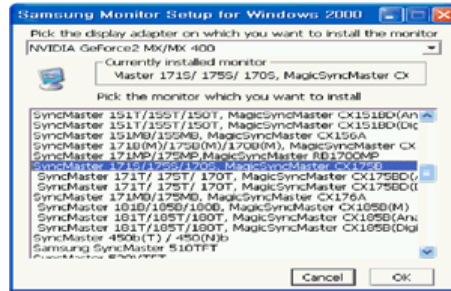 Samsung Monitor Setup for Windows 2000
Pick the display adapter on which you want to install the monitor
NVIDIA GeForce2 MX/MX 400
Currently installed monitor
Master 171S/ 175S/ 170S, MagicSyncMaster CX
Pick the monitor which you want to install
SyncMaster 151T/155T/150T, MagicSyncMaster CX151BD(An
SyncMaster 151T/155T/150T, MagicSyncMaster CX151BD(Dig
SyncMaster 151MB/155MB, MagicSyncMaster CX156A
SyncMaster 171B(M)/175B(M)/170B(M), MagicSyncMaster CX
SyncMaster 171MP/175MP,MagicSyncMaster RB1700MP
SyncMaster 171S/175S/170S, MagicSyncMaster CX175B
SyncMaster 171T/175T/170T, MagicSyncMaster CX175BD(A
SyncMaster 171T/ 175T/ 170T, MagicSyncMaster CX175BD(D
SyncMaster 171MB/175MB, MagicSyncMaster CX176A
SyncMaster 181B/185B/180B, MagicSyncMaster CX185B(M)
SyncMaster 181T/185T/180T, MagicSyncMaster CX185B(Ana
SyncMaster 181T/185T/180T, MagicSyncMaster CX185B(Digi
SyncMaster 450b(T) / 450(N)b
Samsung SyncMaster 510TFT
Cancel OK